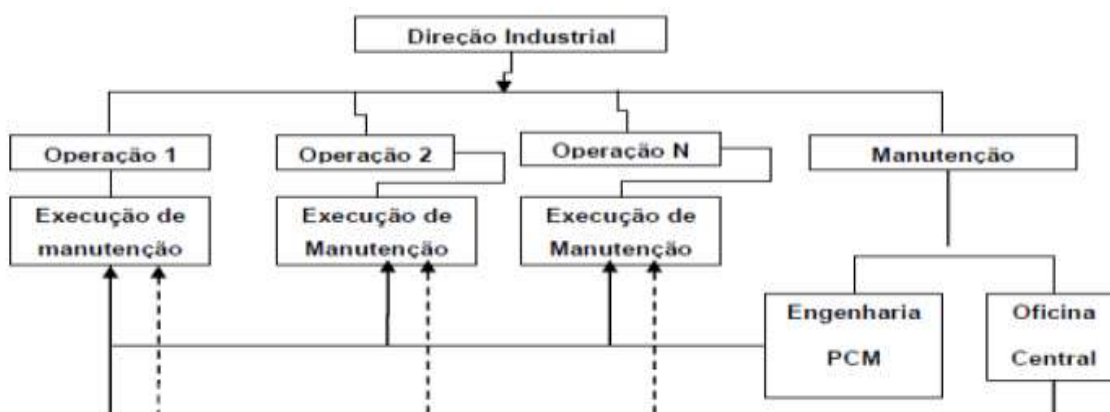 Direção Industrial
Operação 1
Operação 2
Operação N
Manutenção
Execução de
manutenção
Execução de
Manutenção
Execução de
Manutenção
Engenharia
PCM
Oficina
Central